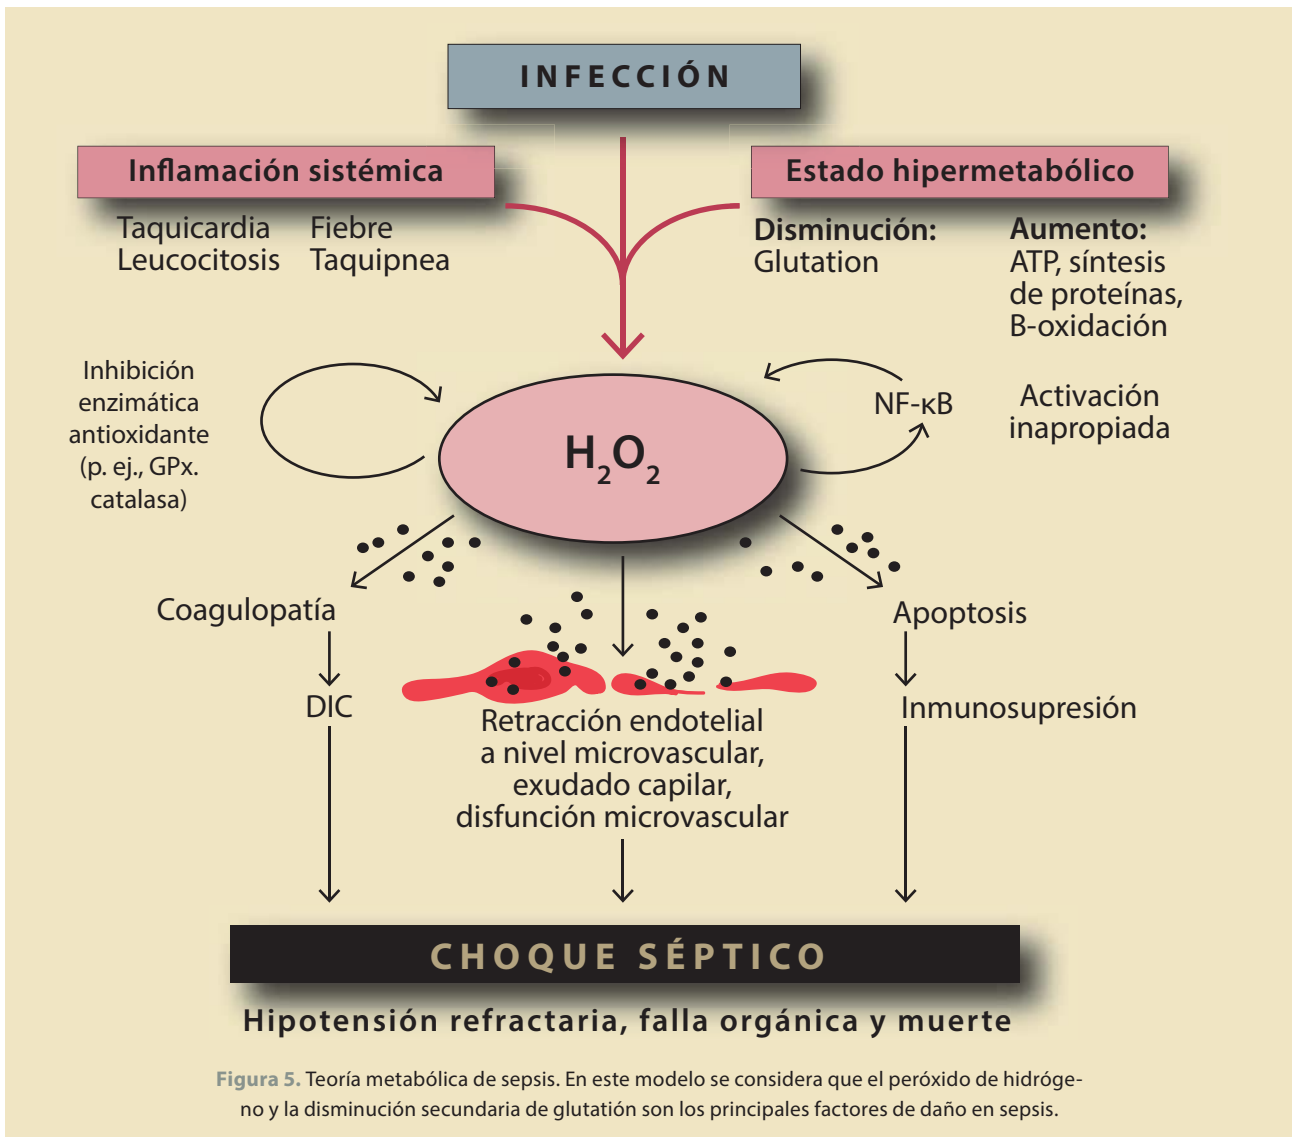 INFECCIÓN
Inflamación sistémica
Taquicardia
Leucocitosis
Fiebre
Taquipnea
Estado hipermetabólico
Disminución:
Glutation
Aumento:
ATP, síntesis
de proteínas,
B-oxidación
Inhibición
enzimática
antioxidante
(p. ej., GPx.
catalasa)
H₂O₂
NF-κB
Activación
inapropiada
Coagulopatía
DIC
Retracción endotelial
a nivel microvascular,
exudado capilar,
disfunción microvascular
Apoptosis
Inmunosupresión
CHOQUE SÉPTICO
Hipotensión refractaria, falla orgánica y muerte
Figura 5. Teoría metabólica de sepsis. En este modelo se considera que el peróxido de hidróge-
no y la disminución secundaria de glutatión son los principales factores de daño en sepsis.